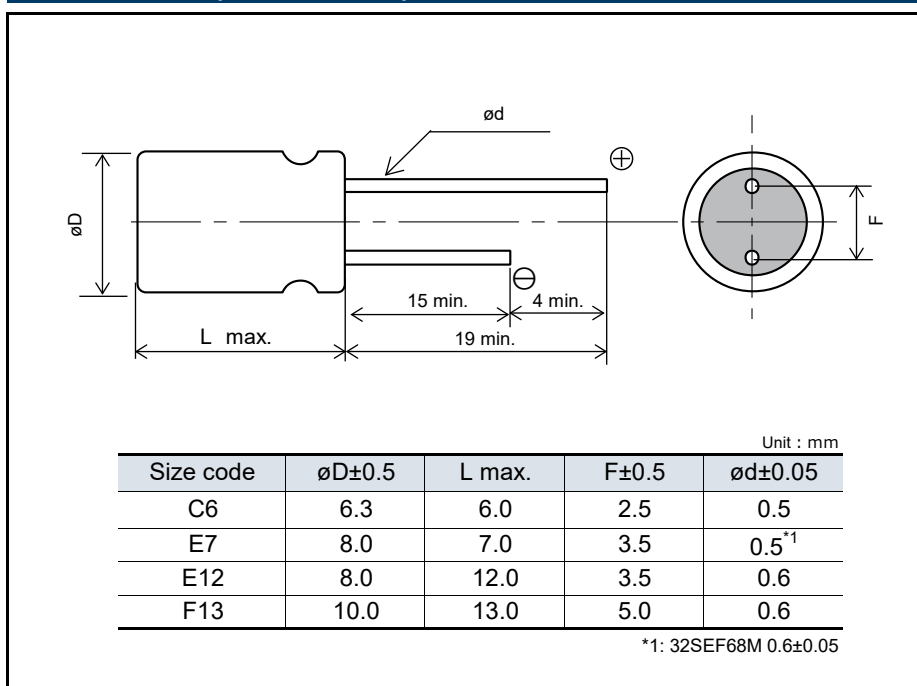 ød
⊕
øD
F
⊖
15 min.
4 min.
L max.
19 min.
Unit : mm
Size code øD±0.5 L max. F±0.5 ød±0.05
C6 6.3 6.0 2.5 0.5
E7 8.0 7.0 3.5 0.5*1
E12 8.0 12.0 3.5 0.6
F13 10.0 13.0 5.0 0.6
*1: 32SEF68M 0.6±0.05